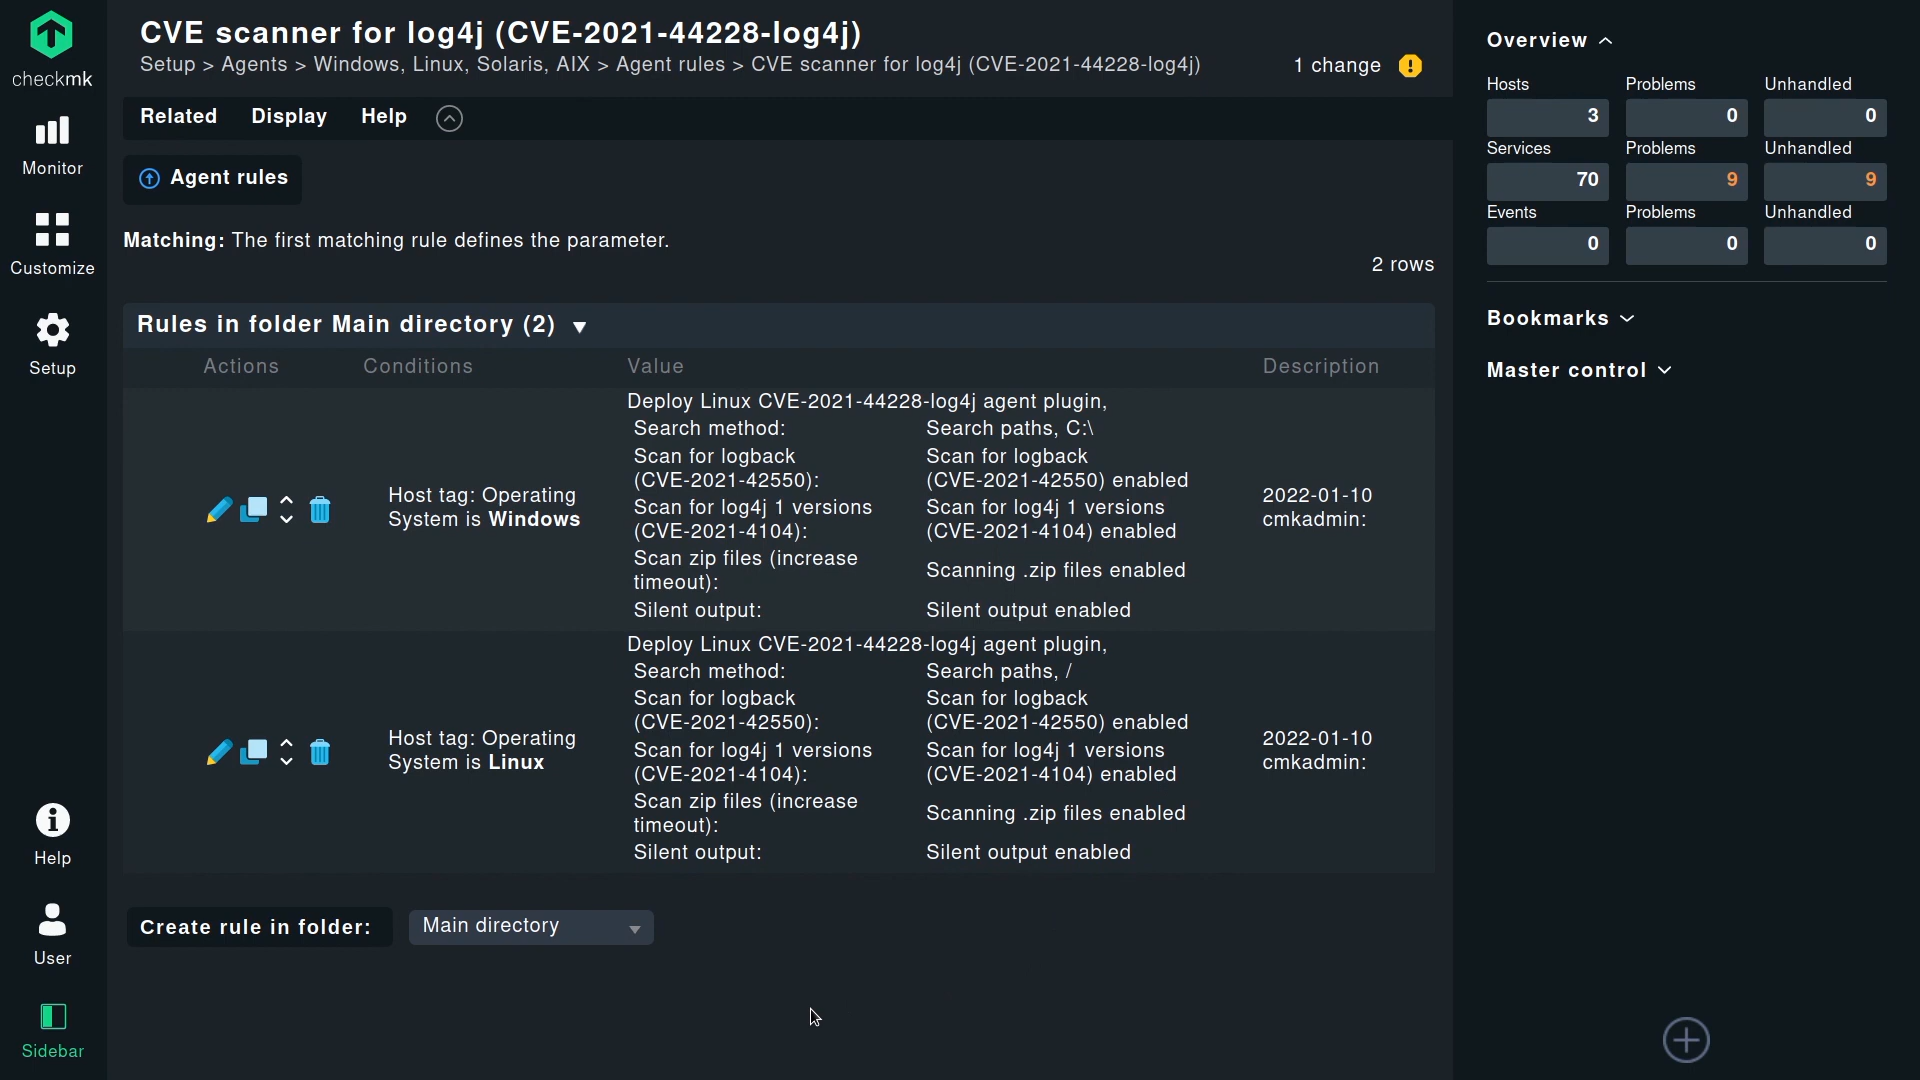 checkmk
Monitor
Customize
Setup
Help
User
Sidebar
CVE scanner for log4j (CVE-2021-44228-log4j)
Setup > Agents > Windows, Linux, Solaris, AIX > Agent rules > CVE scanner for log4j (CVE-2021-44228-log4j)
1 change
Related Display Help
Agent rules
Matching: The first matching rule defines the parameter.
2 rows
Rules in folder Main directory (2)
Actions Conditions Value Description
Host tag: Operating
System is Windows
Deploy Linux CVE-2021-44228-log4j agent plugin,
Search method: Search paths, C:\
Scan for logback Scan for logback
(CVE-2021-42550): (CVE-2021-42550) enabled
Scan for log4j 1 versions Scan for log4j 1 versions
(CVE-2021-4104): (CVE-2021-4104) enabled
Scan zip files (increase
timeout): Scanning .zip files enabled
Silent output: Silent output enabled
2022-01-10
cmkadmin:
Host tag: Operating
System is Linux
Deploy Linux CVE-2021-44228-log4j agent plugin,
Search method: Search paths, /
Scan for logback Scan for logback
(CVE-2021-42550): (CVE-2021-42550) enabled
Scan for log4j 1 versions Scan for log4j 1 versions
(CVE-2021-4104): (CVE-2021-4104) enabled
Scan zip files (increase
timeout): Scanning .zip files enabled
Silent output: Silent output enabled
2022-01-10
cmkadmin:
Create rule in folder: Main directory
Overview
Hosts Problems Unhandled
3 0 0
Services Problems Unhandled
70 9 9
Events Problems Unhandled
0 0 0
Bookmarks
Master control